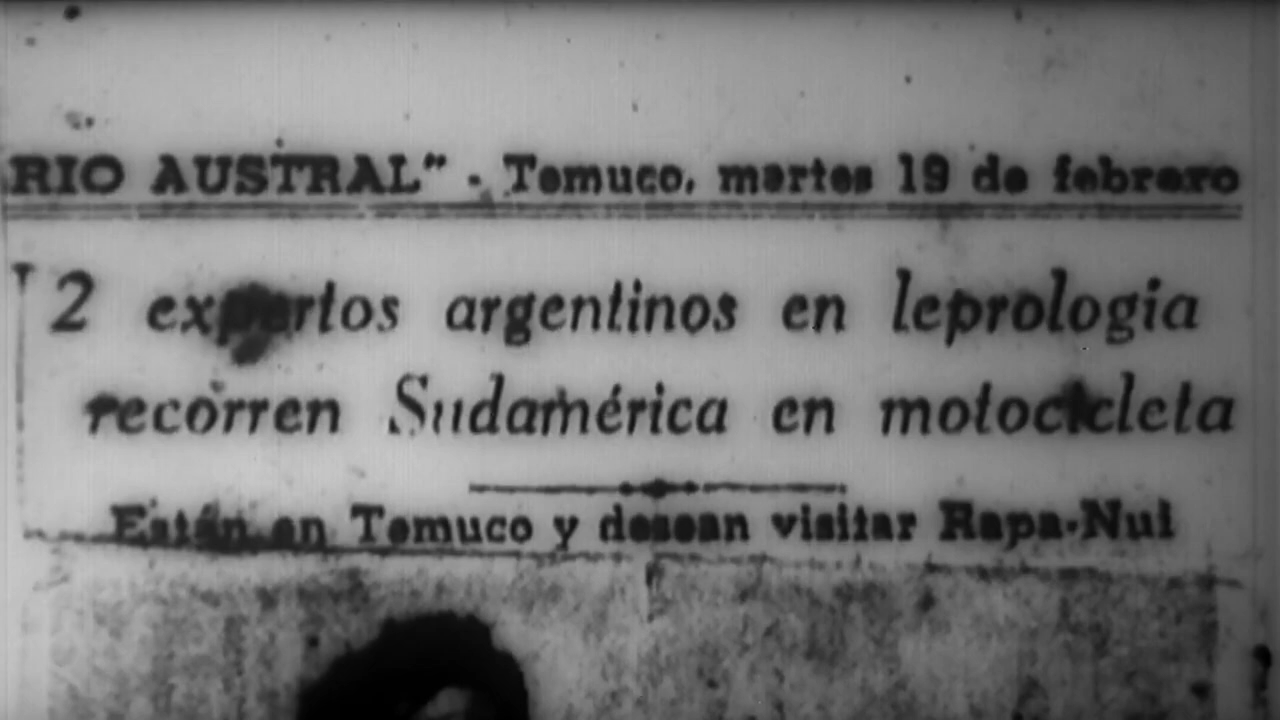 RIO AUSTRAL" - Temuco, martes 19 de febrero
2 expertos argentinos en leprologia
recorren Sudamérica en motocicleta
Están en Temuco y desean visitar Rapa-Nui